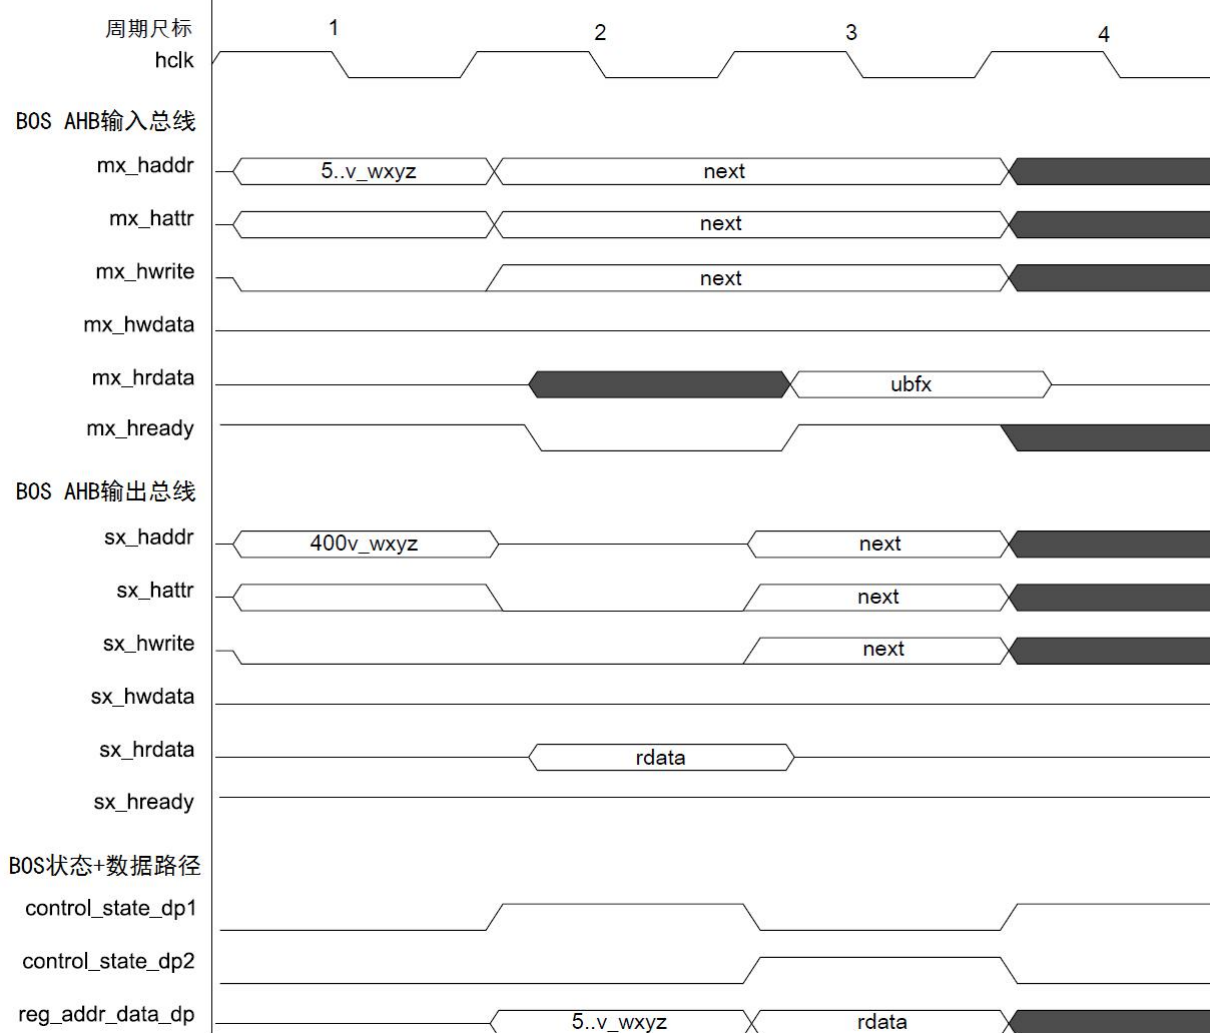 周期尺标 1 2 3 4
hclk
BOS AHB输入总线
mx_haddr 5..v_wxyz next
mx_hattr next
mx_hwrite next
mx_hwdata
mx_hrdata ubfx
mx_hready
BOS AHB输出总线
sx_haddr 400v_wxyz next
sx_hattr next
sx_hwrite next
sx_hwdata
sx_hrdata rdata
sx_hready
BOS状态+数据路径
control_state_dp1
control_state_dp2
reg_addr_data_dp 5..v_wxyz rdata